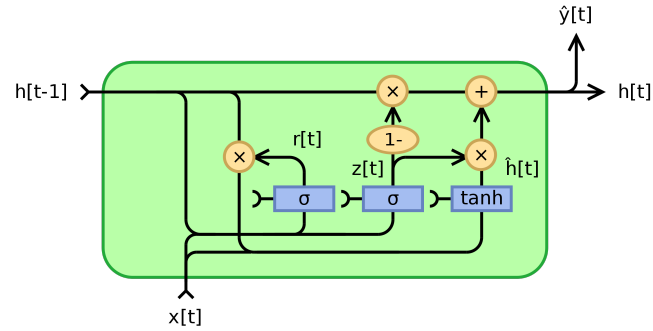 ŷ[t]
h[t-1]
×
+
h[t]
1-
r[t]
×
×
z[t]
ĥ[t]
σ
σ
tanh
x[t]